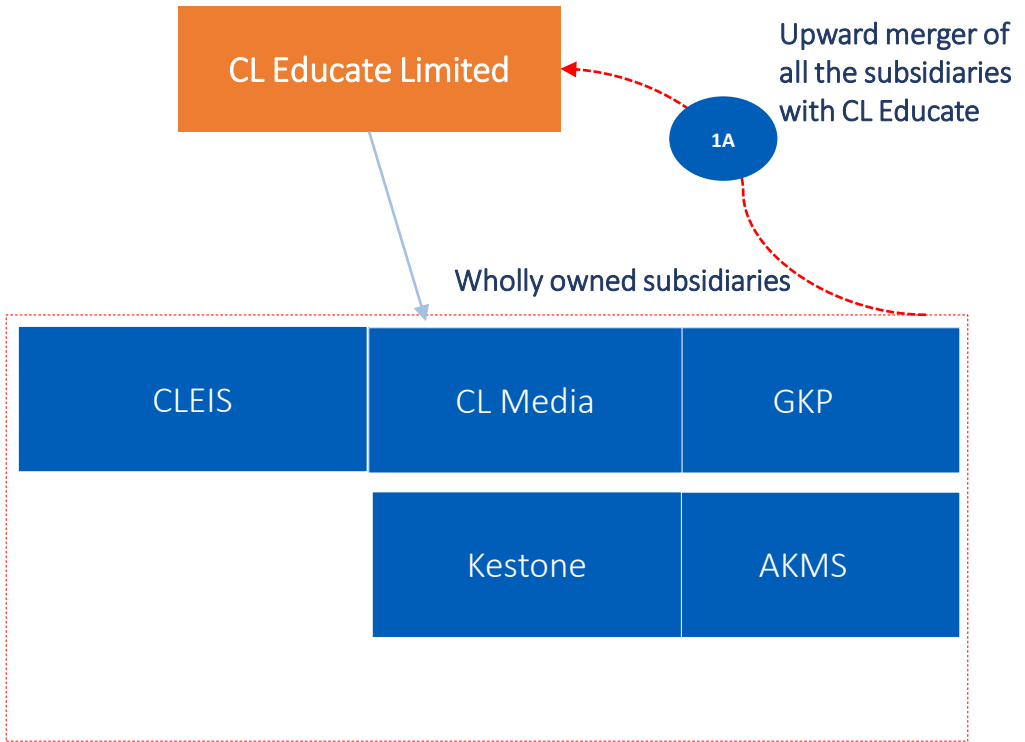 CL Educate Limited
Upward merger of
all the subsidiaries
with CL Educate
1A
Wholly owned subsidiaries
CLEIS
CL Media
GKP
Kestone
AKMS